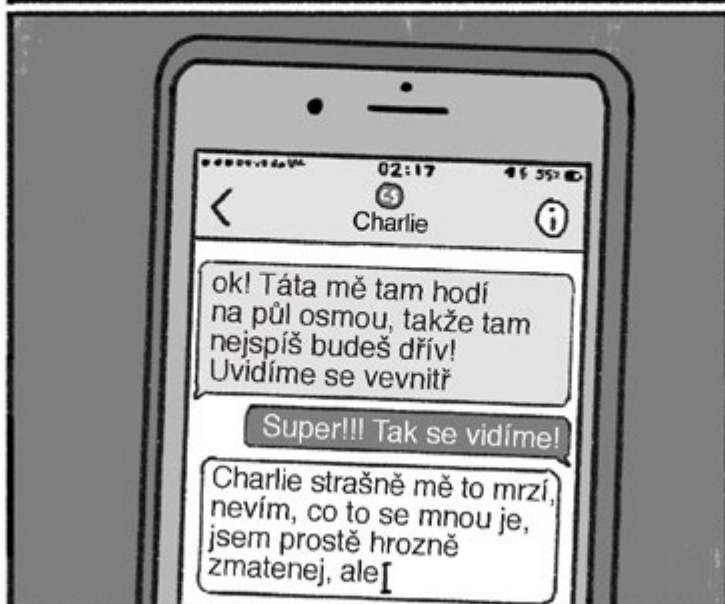 02:17
55%
Charlie
ok! Táta mě tam hodí
na půl osmou, takže tam
nejspíš budeš dřív!
Uvidíme se vevnitř
Super!!! Tak se vidíme!
Charlie strašně mě to mrzí,
nevím, co to se mnou je,
jsem prostě hrozně
zmatenej, ale